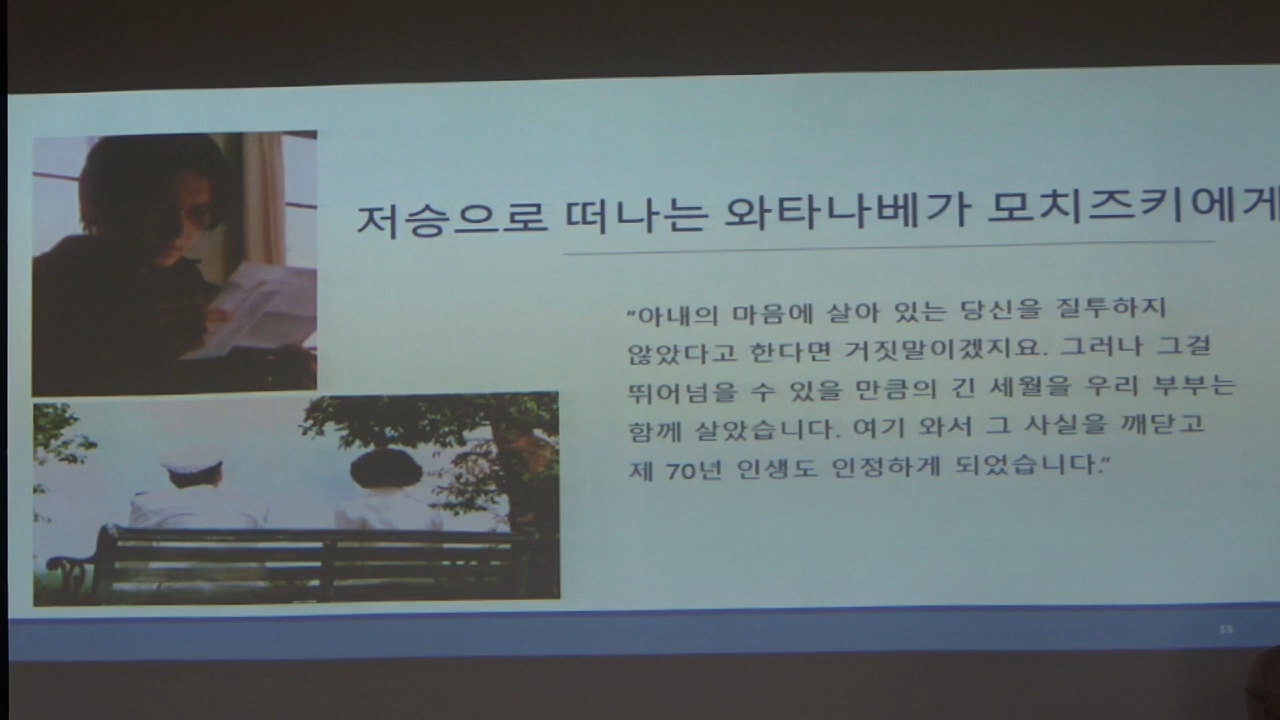 저승으로 떠나는 와타나베가 모치즈키에게
“아내의 마음에 살아 있는 당신을 질투하지
않았다고 한다면 거짓말이겠지요. 그러나 그걸
뛰어넘을 수 있을 만큼의 긴 세월을 우리 부부는
함께 살았습니다. 여기 와서 그 사실을 깨닫고
제 70년 인생도 인정하게 되었습니다.”
15